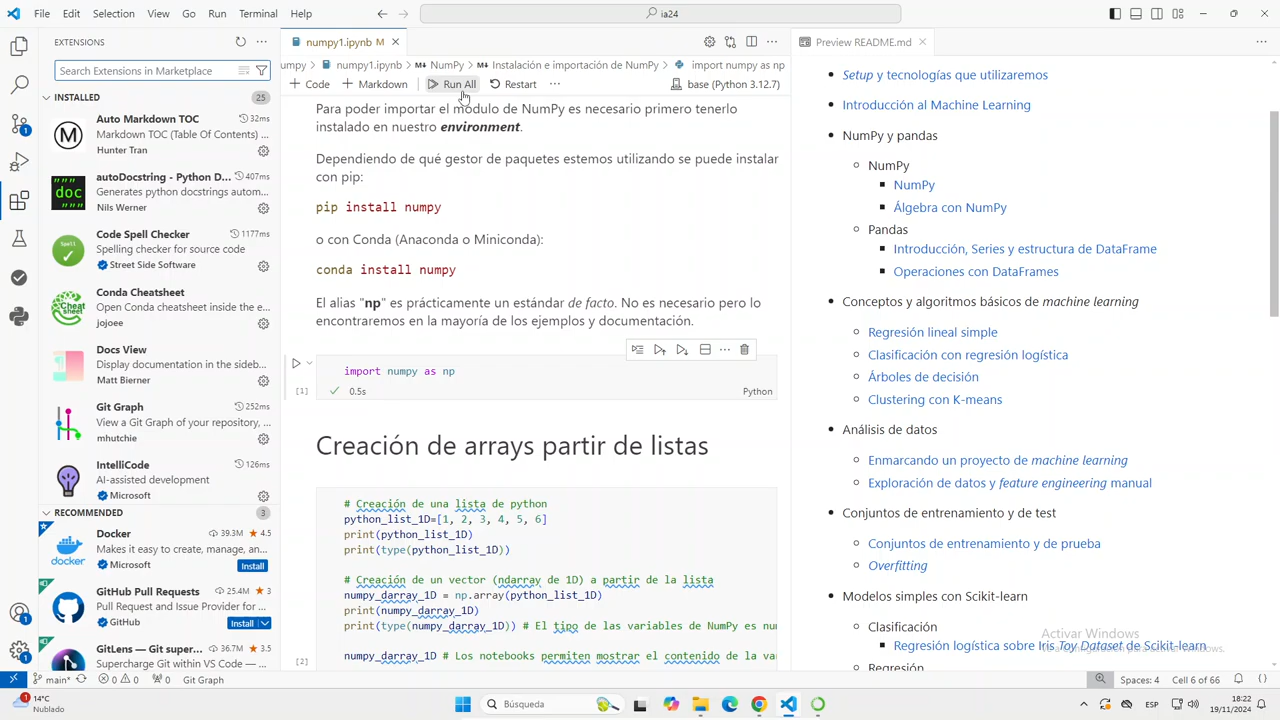 File Edit Selection View Go Run Terminal Help
ia24
EXTENSIONS
Search Extensions in Marketplace
INSTALLED 25
Auto Markdown TOC 32ms
Markdown TOC (Table Of Contents) ...
Hunter Tran
autoDocstring - Python D... 407ms
Generates python docstrings autom...
Nils Werner
Code Spell Checker 1177ms
Spelling checker for source code
Street Side Software
Conda Cheatsheet
Open Conda cheatsheet inside the e...
jojoee
Docs View
Display documentation in the sideb...
Matt Bierner
Git Graph 252ms
View a Git Graph of your repository, ...
mhutchie
IntelliCode 126ms
AI-assisted development
Microsoft
RECOMMENDED 3
Docker 39.3M 4.5
Makes it easy to create, manage, an...
Microsoft Install
GitHub Pull Requests 25.4M 3
Pull Request and Issue Provider for ...
GitHub Install
GitLens — Git super... 36.7M 3.5
Supercharge Git within VS Code — ...
numpy1.ipynb M
umpy > numpy1.ipynb > NumPy > Instalación e importación de NumPy > import numpy as np
+ Code + Markdown Run All Restart ... base (Python 3.12.7)
Para poder importar el módulo de NumPy es necesario primero tenerlo
instalado en nuestro environment.
Dependiendo de qué gestor de paquetes estemos utilizando se puede instalar
con pip:
pip install numpy
o con Conda (Anaconda o Miniconda):
conda install numpy
El alias "np" es prácticamente un estándar de facto. No es necesario pero lo
encontraremos en la mayoría de los ejemplos y documentación.
import numpy as np
[1] 0.5s Python
Creación de arrays partir de listas
# Creación de una lista de python
python_list_1D=[1, 2, 3, 4, 5, 6]
print(python_list_1D)
print(type(python_list_1D))
# Creación de un vector (ndarray de 1D) a partir de la lista
numpy_darray_1D = np.array(python_list_1D)
print(numpy_darray_1D)
print(type(numpy_darray_1D)) # El tipo de las variables de NumPy es num
numpy_darray_1D # Los notebooks permiten mostrar el contenido de la va
[2]
Preview README.md
Setup y tecnologías que utilizaremos
Introducción al Machine Learning
NumPy y pandas
NumPy
NumPy
Álgebra con NumPy
Pandas
Introducción, Series y estructura de DataFrame
Operaciones con DataFrames
Conceptos y algoritmos básicos de machine learning
Regresión lineal simple
Clasificación con regresión logística
Árboles de decisión
Clustering con K-means
Análisis de datos
Enmarcando un proyecto de machine learning
Exploración de datos y feature engineering manual
Conjuntos de entrenamiento y de test
Conjuntos de entrenamiento y de prueba
Overfitting
Modelos simples con Scikit-learn
Clasificación
Activar Windows
Regresión logística sobre Iris Toy Dataset de Scikit-learn
Regresión
main* 0 0 0 Git Graph Spaces: 4 Cell 6 of 66
14°C
Nublado
1
Búsqueda
ESP
18:22
19/11/2024